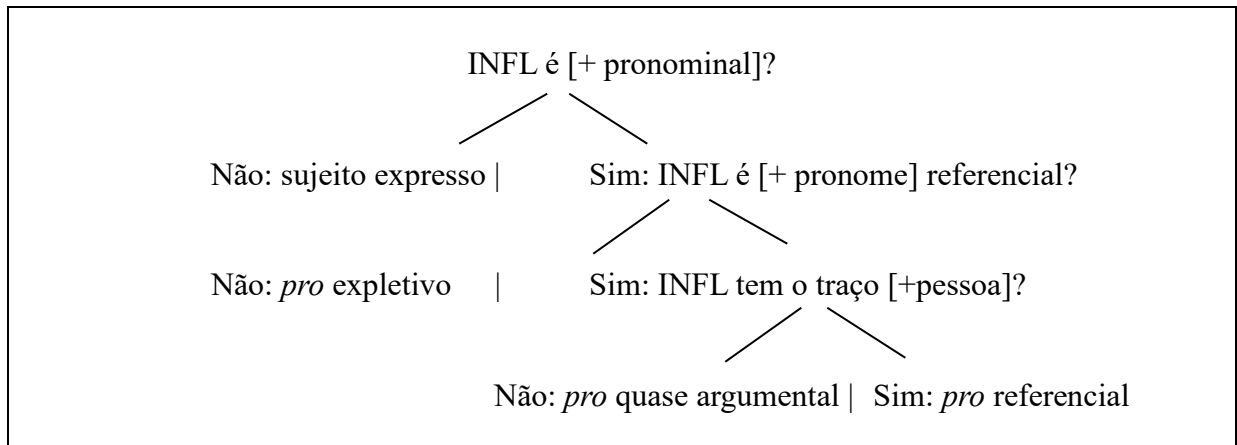 INFL é [+ pronominal]?
Não: sujeito expresso | Sim: INFL é [+ pronome] referencial?
Não: pro expletivo | Sim: INFL tem o traço [+pessoa]?
Não: pro quase argumental | Sim: pro referencial